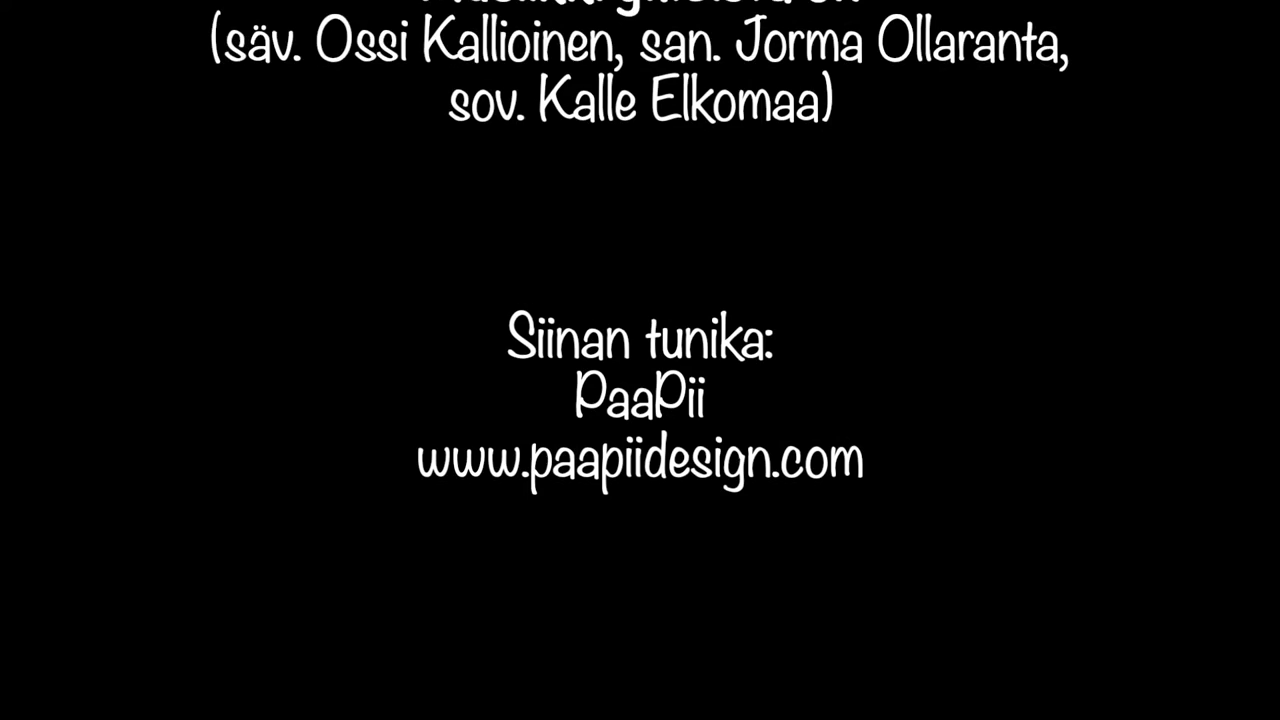 (säv. Ossi Kallioinen, san. Jorma Ollaranta,
sov. Kalle Elkomaa)
Siinan tunika:
PaaPii
www.paapiidesign.com